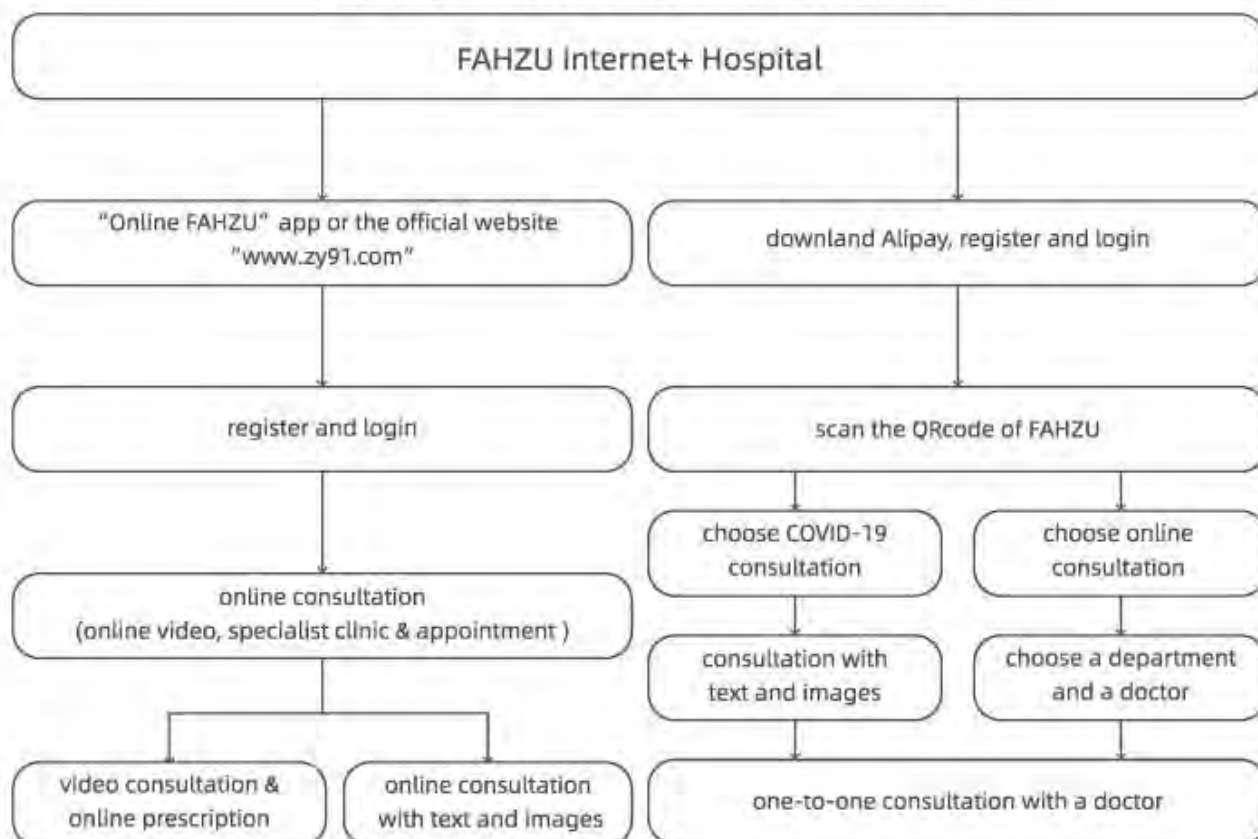 FAHZU Internet+ Hospital
“Online FAHZU” app or the official website
"www.zy91.com"
downland Alipay, register and login
register and login
scan the QRcode of FAHZU
choose COVID-19
consultation
choose online
consultation
online consultation
(online video, specialist clinic & appointment )
consultation with
text and images
choose a department
and a doctor
video consultation &
online prescription
online consultation
with text and images
one-to-one consultation with a doctor